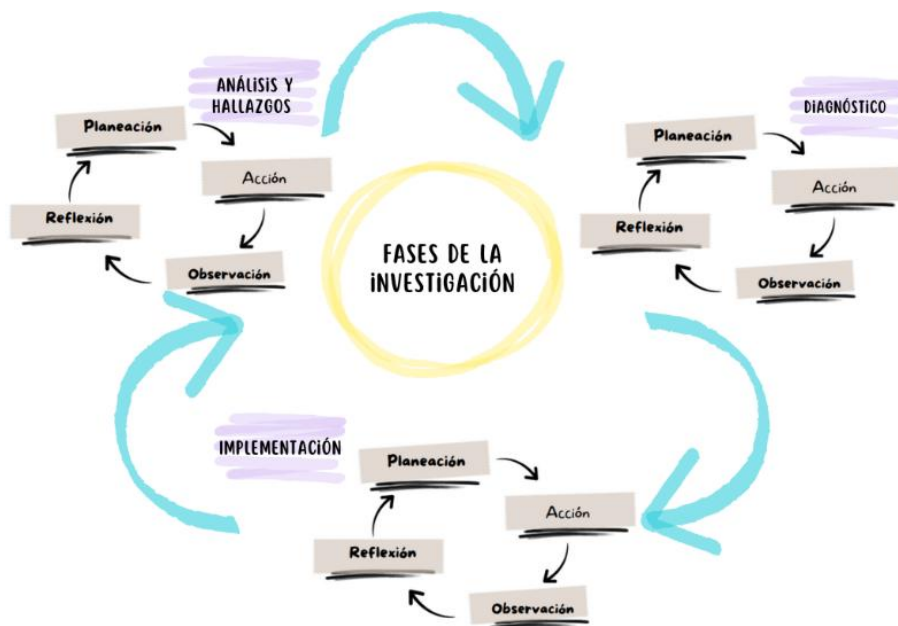 ANÁLISIS Y
HALLAZGOS
Planeación
Acción
Observación
Reflexión
DIAGNÓSTICO
Planeación
Acción
Observación
Reflexión
FASES DE LA
INVESTIGACIÓN
IMPLEMENTACIÓN
Planeación
Acción
Observación
Reflexión